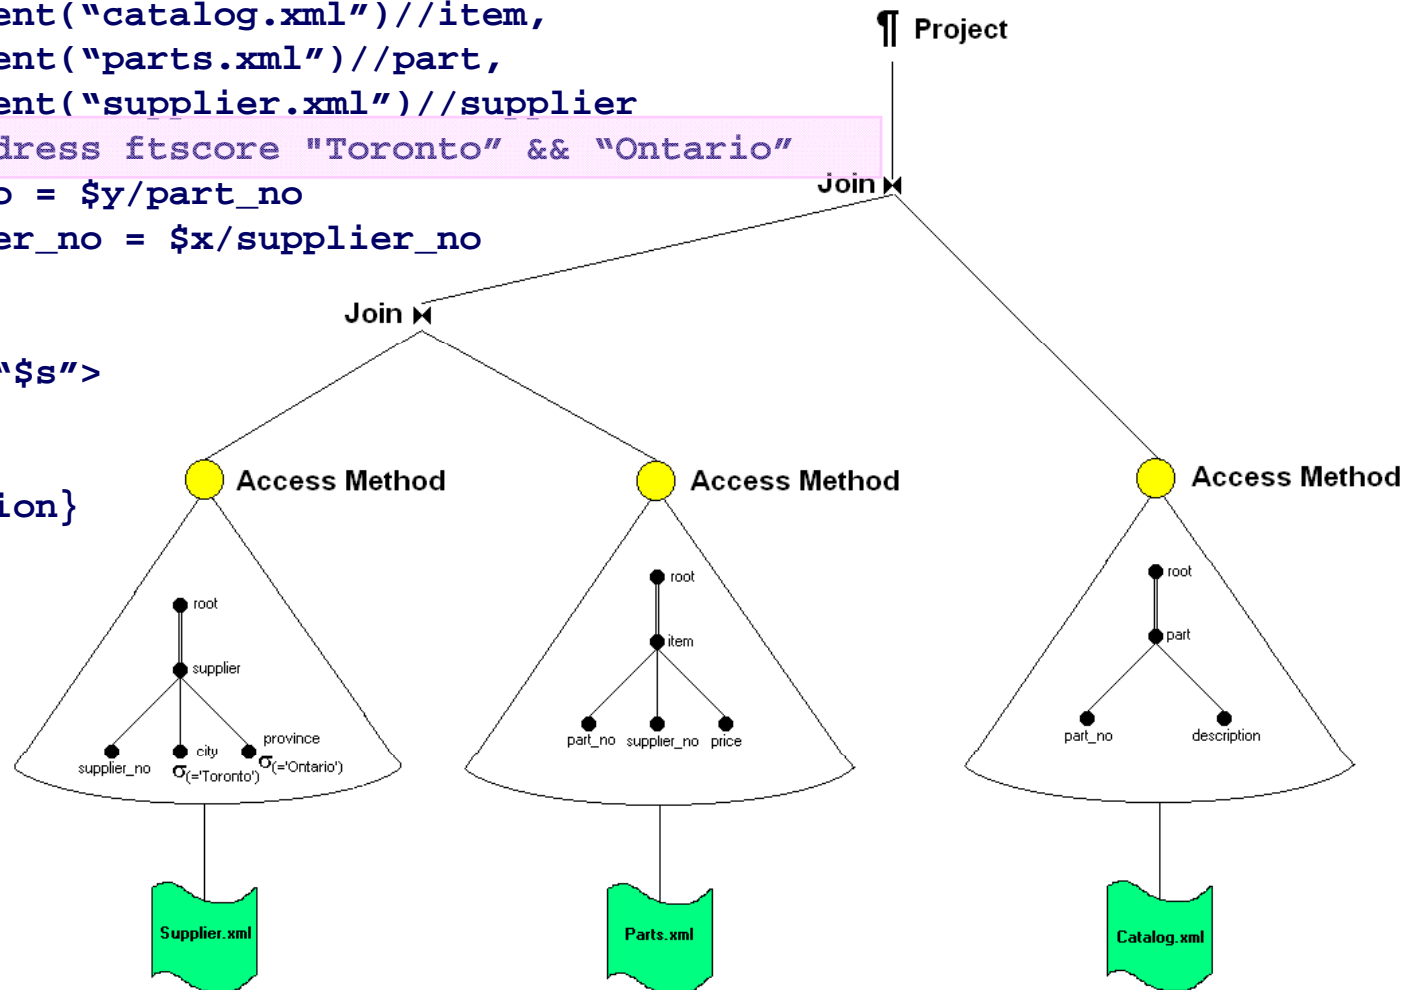 ent(“catalog.xml”)//item,
ent(“parts.xml”)//part,
ent(“supplier.xml”)//supplier
dress ftscore "Toronto” && “Ontario”
o = $y/part_no
er_no = $x/supplier_no
“$s”>
ion}
¶ Project
Join ⧓
Join ⧓
Access Method
Access Method
Access Method
root
supplier
supplier_no
city
σ(='Toronto')
province
σ(='Ontario')
root
item
part_no
supplier_no
price
root
part
part_no
description
Supplier.xml
Parts.xml
Catalog.xml